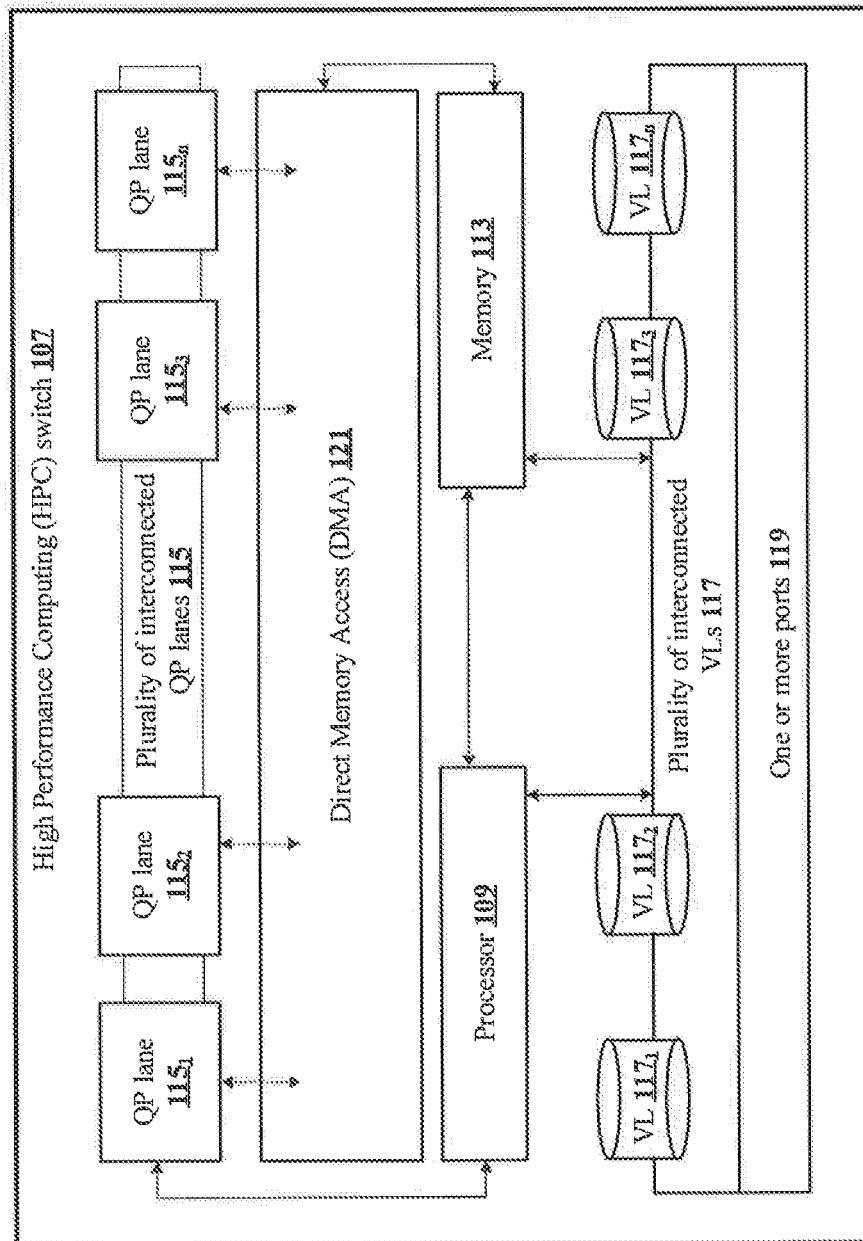 High Performance Computing (HPC) switch 107
QP lane
115₁
QP lane
115₂
Plurality of interconnected
QP lanes 115
QP lane
115₃
QP lane
115ₙ
Direct Memory Access (DMA) 121
Processor 109
Memory 113
VL 117₁
VL 117₂
Plurality of interconnected
VLs 117
VL 117₃
VL 117ₙ
One or more ports 119